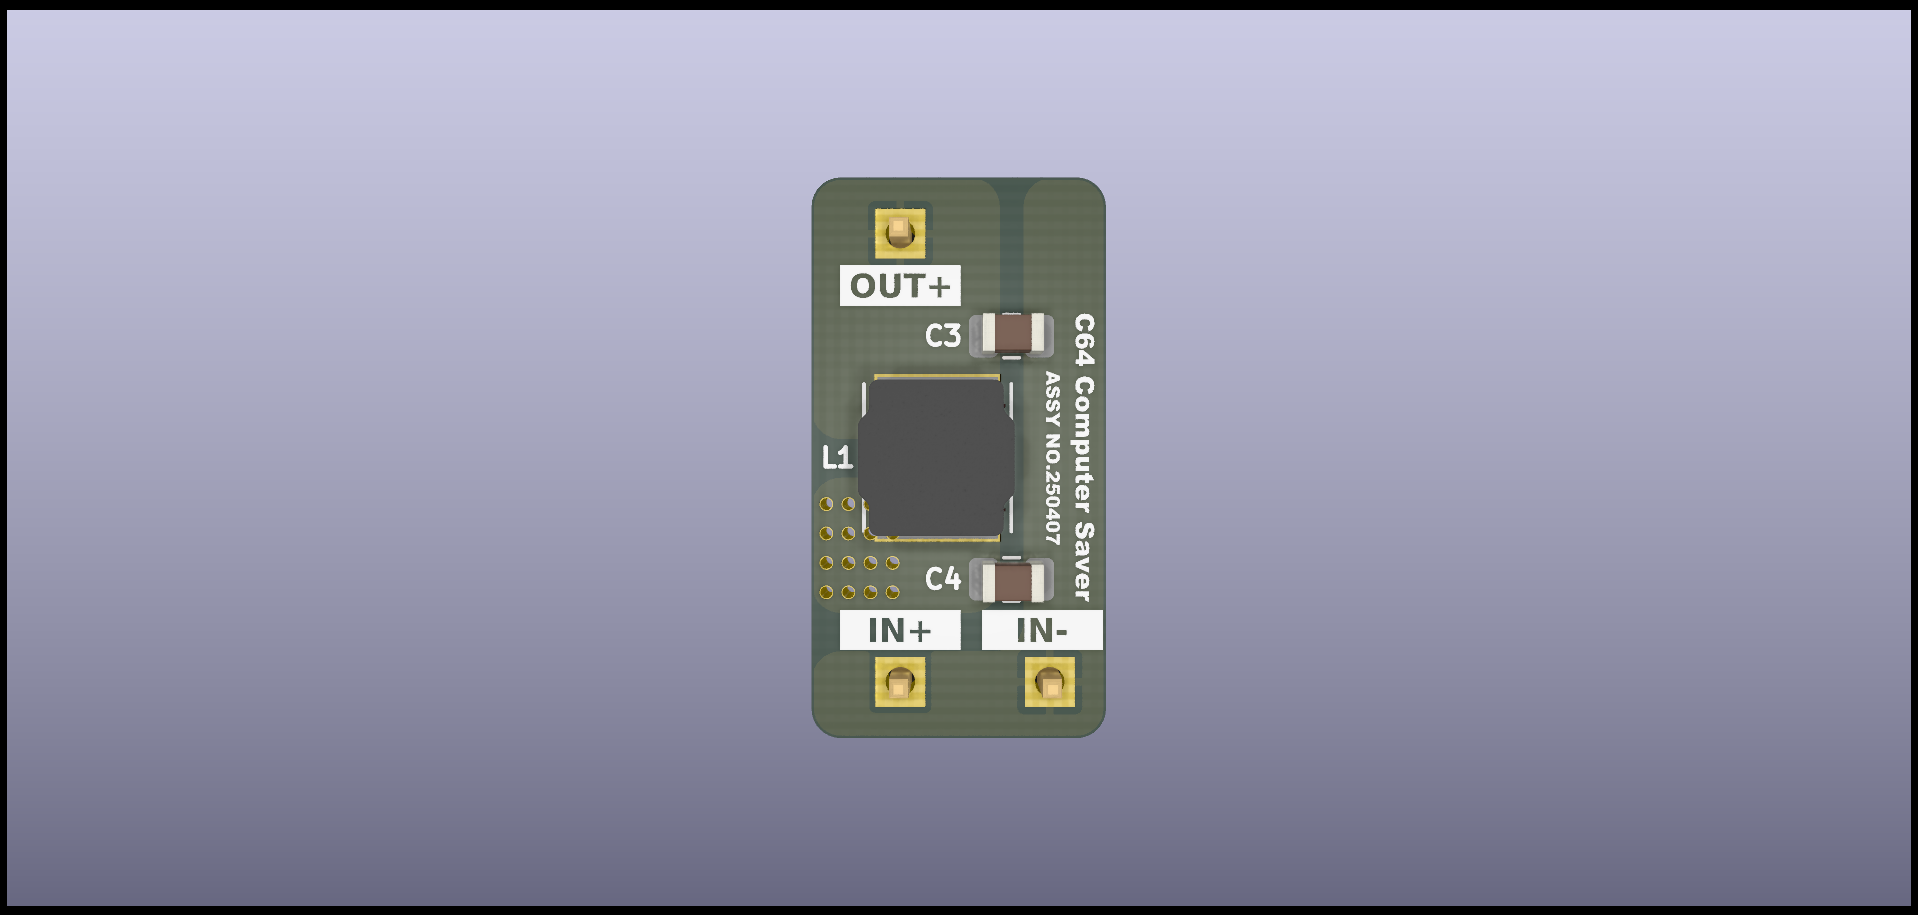 OUT+
C3
C64 Computer Saver
ASSY NO.250407
L1
C4
IN+
IN-